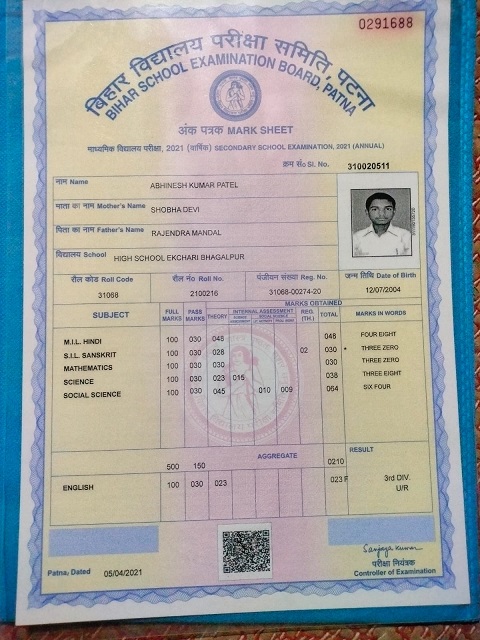 0291688
बिहार विद्यालय परीक्षा समिति, पटना
BIHAR SCHOOL EXAMINATION BOARD, PATNA
अंक पत्रक MARK SHEET
माध्यमिक विद्यालय परीक्षा, 2021 (वार्षिक) SECONDARY SCHOOL EXAMINATION, 2021 (ANNUAL)
क्रम सं० Sl. No. 310020511
नाम Name ABHINESH KUMAR PATEL
माता का नाम Mother's Name SHOBHA DEVI
पिता का नाम Father's Name RAJENDRA MANDAL
विद्यालय School HIGH SCHOOL EKCHARI BHAGALPUR
रौल कोड Roll Code रौल नं० Roll No. पंजीयन संख्या Reg. No. जन्म तिथि Date of Birth
31068 2100216 31068-00274-20 12/07/2004
MARKS OBTAINED
SUBJECT FULL MARKS PASS MARKS THEORY INTERNAL ASSESSMENT REG. (TH.) TOTAL MARKS IN WORDS
M.I.L. HINDI 100 030 048 048 FOUR EIGHT
S.I.L. SANSKRIT 100 030 028 02 030 * THREE ZERO
MATHEMATICS 100 030 030 030 THREE ZERO
SCIENCE 100 030 023 015 038 THREE EIGHT
SOCIAL SCIENCE 100 030 045 010 009 064 SIX FOUR
AGGREGATE RESULT
500 150 0210
ENGLISH 100 030 023 023 F 3rd DIV.
U/R
Sanjaya Kumar
परीक्षा नियंत्रक
Patna, Dated 05/04/2021 Controller of Examination